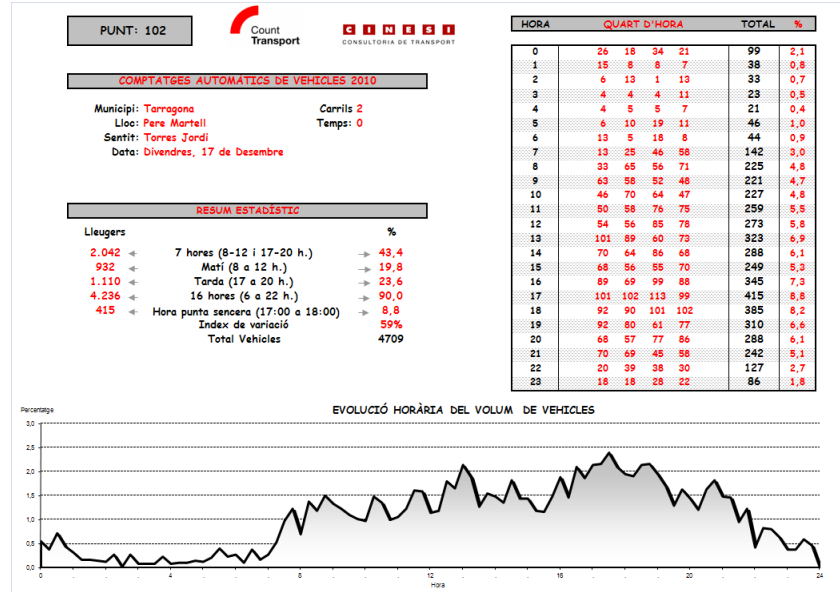 PUNT: 102
Count
Transport
CINESI
CONSULTORIA DE TRANSPORT
COMPTATGES AUTOMÀTICS DE VEHICLES 2010
Municipi: Tarragona Carrils 2
Lloc: Pere Martell Temps: 0
Sentit: Torres Jordi
Data: Divendres, 17 de Desembre
RESUM ESTADÍSTIC
Lleugers %
2.042 7 hores (8-12 i 17-20 h.) 43,4
932 Matí (8 a 12 h.) 19,8
1.110 Tarda (17 a 20 h.) 23,6
4.236 16 hores (6 a 22 h.) 90,0
415 Hora punta sencera (17:00 a 18:00) 8,8
Index de variació 59%
Total Vehicles 4709
HORA QUART D'HORA TOTAL %
0 26 18 34 21 99 2,1
1 15 8 8 7 38 0,8
2 6 13 1 13 33 0,7
3 4 4 4 11 23 0,5
4 4 5 5 7 21 0,4
5 6 10 19 11 46 1,0
6 13 5 18 8 44 0,9
7 13 25 46 58 142 3,0
8 33 65 56 71 225 4,8
9 63 58 52 48 221 4,7
10 46 70 64 47 227 4,8
11 50 58 76 75 259 5,5
12 54 56 85 78 273 5,8
13 101 89 60 73 323 6,9
14 70 64 86 68 288 6,1
15 68 56 55 70 249 5,3
16 89 69 99 88 345 7,3
17 101 102 113 99 415 8,8
18 92 90 101 102 385 8,2
19 92 80 61 77 310 6,6
20 68 57 77 86 288 6,1
21 70 69 45 58 242 5,1
22 20 39 38 30 127 2,7
23 18 18 28 22 86 1,8
EVOLUCIÓ HORÀRIA DEL VOLUM DE VEHICLES
Percentatge
3,0
2,5
2,0
1,5
1,0
0,5
0,0
0 4 8 12 16 20 24
Hora